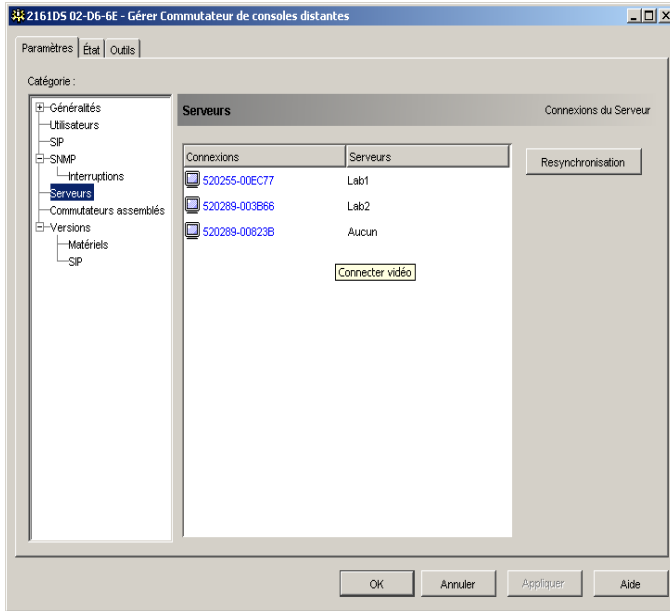 2161DS 02-D6-6E - Gérer Commutateur de consoles distantes
Paramètres État Outils
Catégorie :
Généralités
Utilisateurs
SIP
SNMP
Interruptions
Serveurs
Commutateurs assemblés
Versions
Matériels
SIP
Serveurs Connexions du Serveur
Connexions Serveurs
520255-00EC77 Lab1
520289-003B66 Lab2
520289-00823B Aucun
Connecter vidéo
Resynchronisation
OK Annuler Appliquer Aide